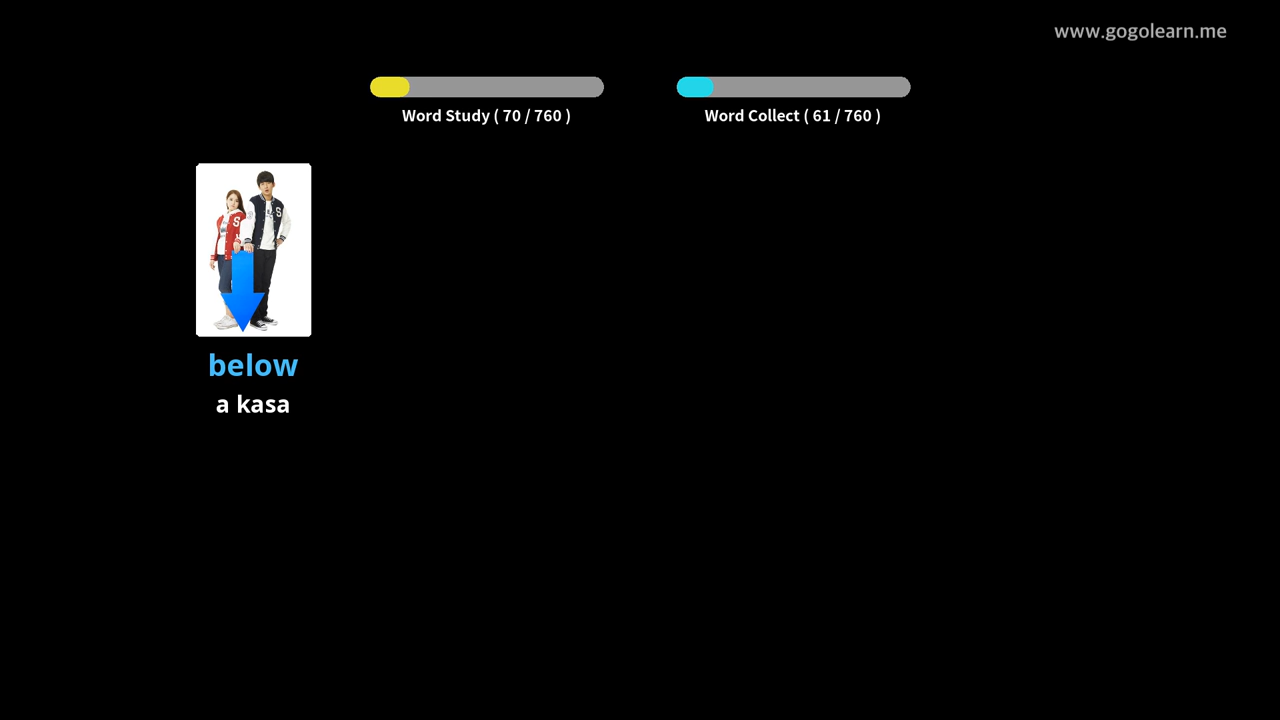 www.gogolearn.me
Word Study ( 70 / 760 )
Word Collect ( 61 / 760 )
S
S
below
a kasa